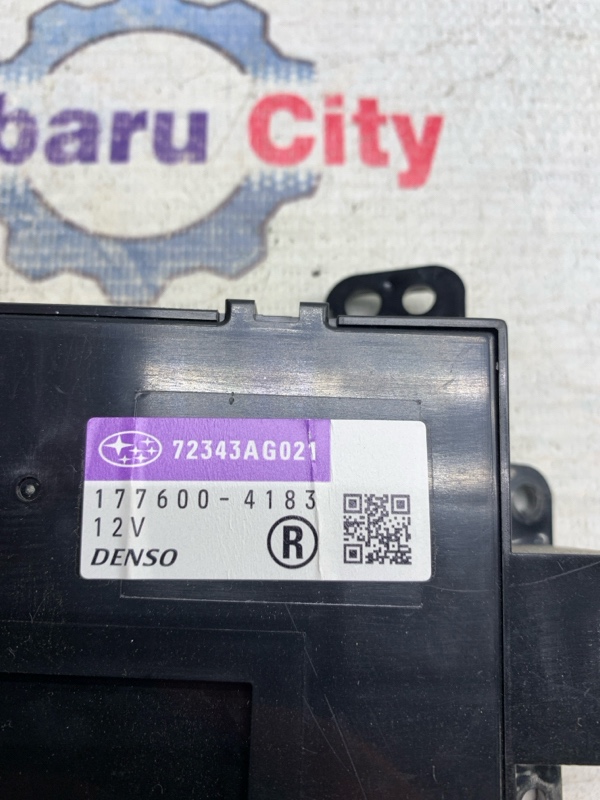 baru City
72343AG021
177600-4183
12V
DENSO
R